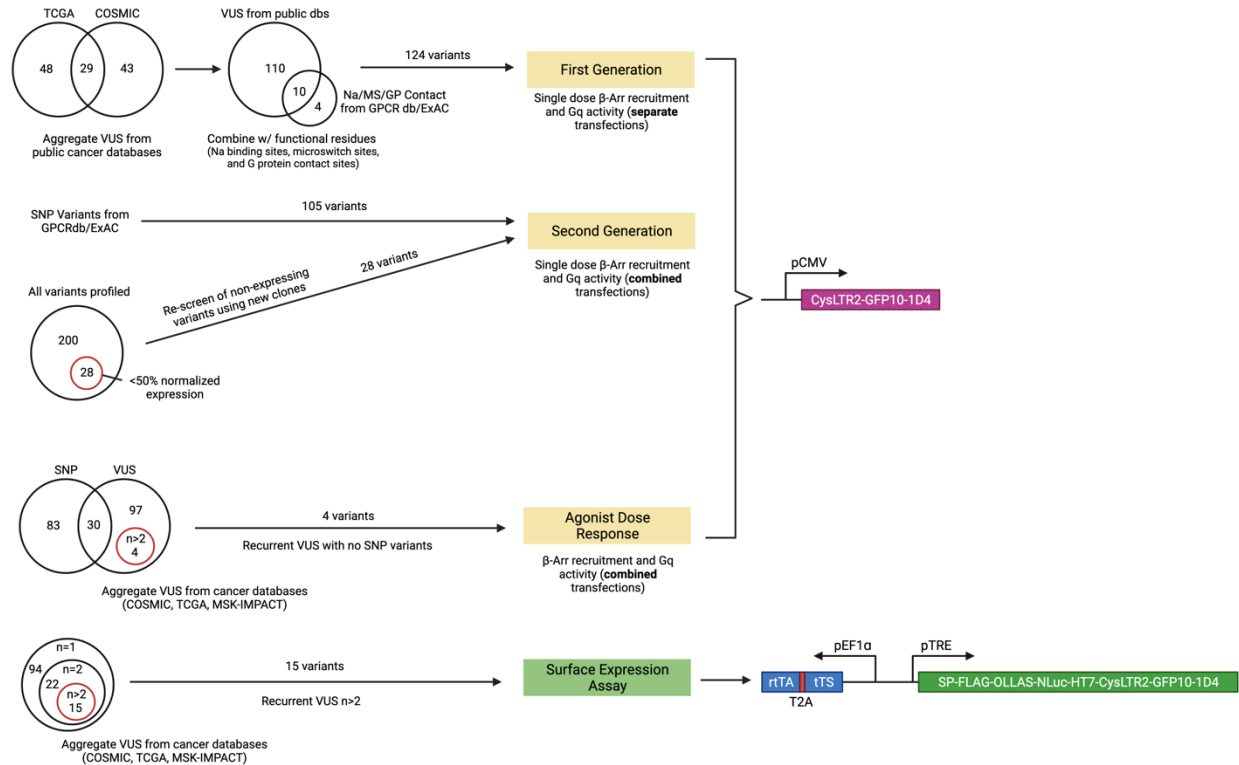 TCGA
COSMIC
48
29
43
Aggregate VUS from
public cancer databases
VUS from public dbs
110
10
4
Na/MS/GP Contact
from GPCR db/ExAC
Combine w/ functional residues
(Na binding sites, microswitch sites,
and G protein contact sites)
124 variants
First Generation
Single dose β-Arr recruitment
and Gq activity (separate
transfections)
SNP Variants from
GPCRdb/ExAC
105 variants
Second Generation
Single dose β-Arr recruitment
and Gq activity (combined
transfections)
All variants profiled
200
28
<50% normalized
expression
28 variants
Re-screen of non-expressing
variants using new clones
pCMV
CysLTR2-GFP10-1D4
SNP
VUS
83
30
97
n>2
4
Aggregate VUS from cancer databases
(COSMIC, TCGA, MSK-IMPACT)
4 variants
Recurrent VUS with no SNP variants
Agonist Dose
Response
β-Arr recruitment and Gq
activity (combined
transfections)
n=1
94
n=2
22
n>2
15
Aggregate VUS from cancer databases
(COSMIC, TCGA, MSK-IMPACT)
15 variants
Recurrent VUS n>2
Surface Expression
Assay
pEF1α
pTRE
rtTA
tTS
T2A
SP-FLAG-OLLAS-NLuc-HT7-CysLTR2-GFP10-1D4